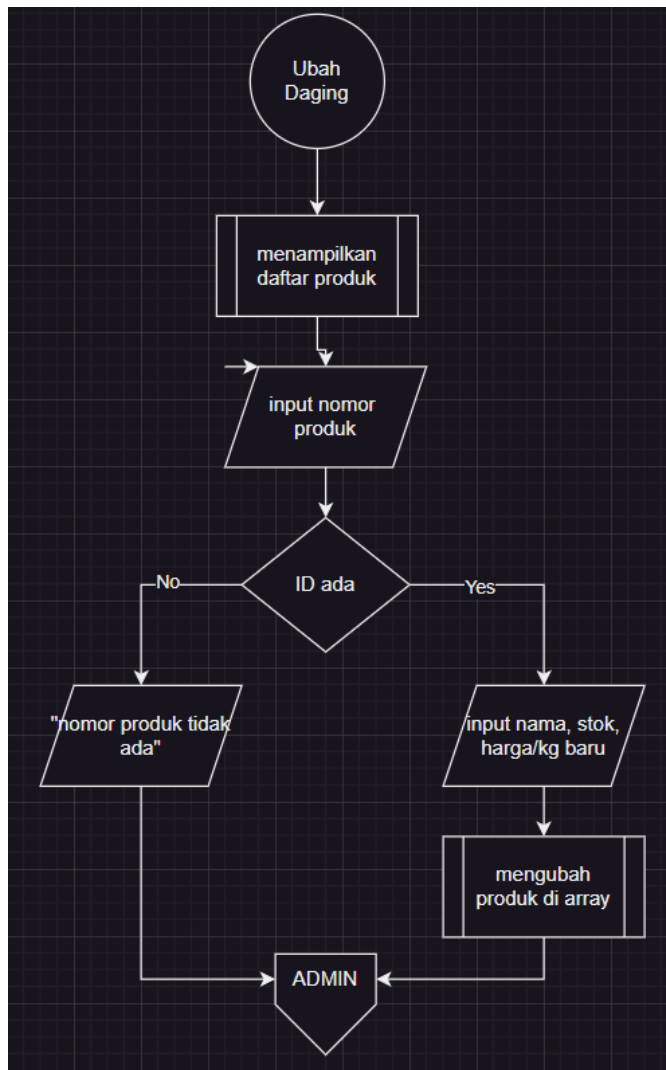 Ubah
Daging
menampilkan
daftar produk
input nomor
produk
ID ada
No
Yes
"nomor produk tidak
ada"
input nama, stok,
harga/kg baru
mengubah
produk di array
ADMIN